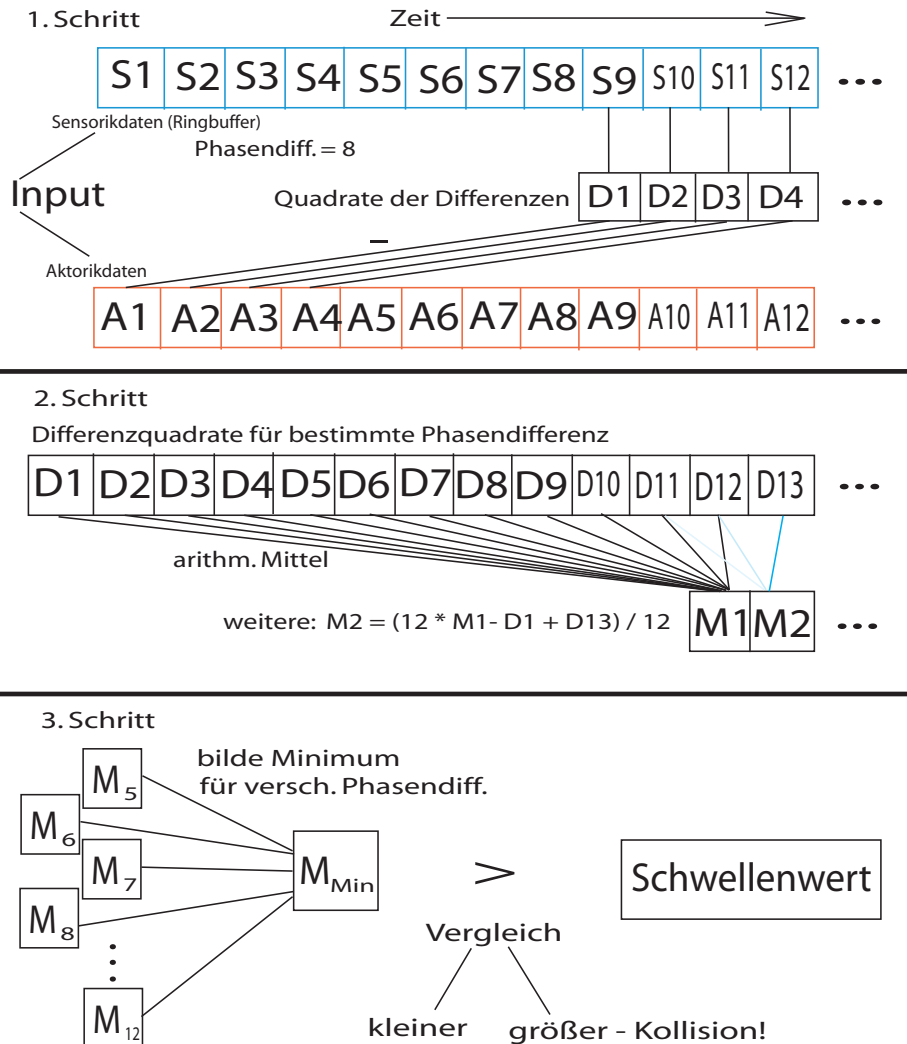 1. Schritt
Zeit
S1 S2 S3 S4 S5 S6 S7 S8 S9 S10 S11 S12 ...
Sensorikdaten (Ringbuffer)
Phasendiff. = 8
Input
Quadrate der Differenzen D1 D2 D3 D4 ...
–
Aktorikdaten
A1 A2 A3 A4 A5 A6 A7 A8 A9 A10 A11 A12 ...
2. Schritt
Differenzquadrate für bestimmte Phasendifferenz
D1 D2 D3 D4 D5 D6 D7 D8 D9 D10 D11 D12 D13 ...
arithm. Mittel
weitere: M2 = (12 * M1- D1 + D13) / 12 M1 M2 ...
3. Schritt
bilde Minimum
für versch. Phasendiff.
M5
M6
M7
M8
M12
MMin > Schwellenwert
Vergleich
kleiner größer - Kollision!